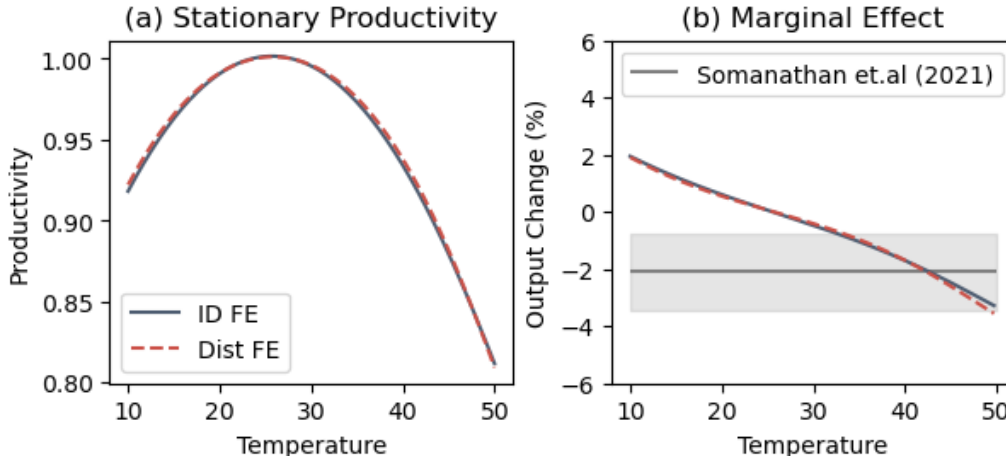 (a) Stationary Productivity
1.00
0.95
0.90
0.85
0.80
Productivity
ID FE
Dist FE
10 20 30 40 50
Temperature
(b) Marginal Effect
6
4
2
0
−2
−4
−6
Output Change (%)
Somanathan et.al (2021)
10 20 30 40 50
Temperature